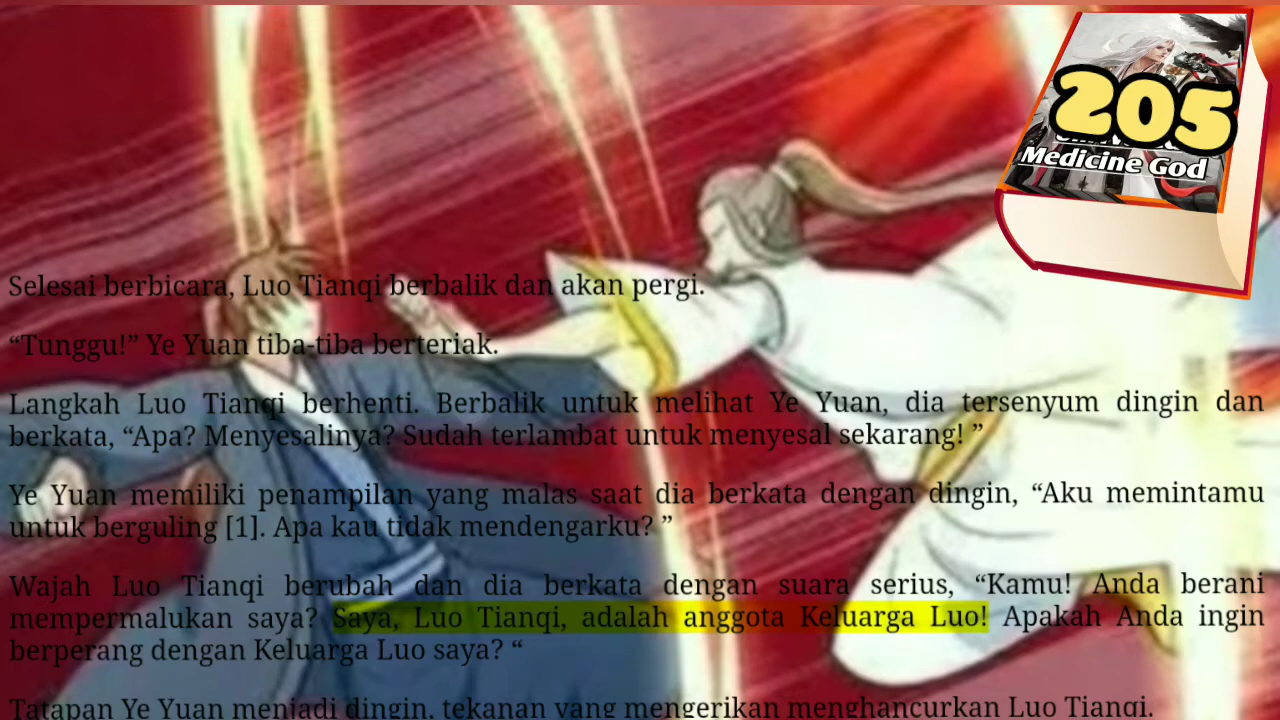 205
Medicine God
Selesai berbicara, Luo Tianqi berbalik dan akan pergi.
“Tunggu!” Ye Yuan tiba-tiba berteriak.
Langkah Luo Tianqi berhenti. Berbalik untuk melihat Ye Yuan, dia tersenyum dingin dan
berkata, “Apa? Menyesalinya? Sudah terlambat untuk menyesal sekarang! ”
Ye Yuan memiliki penampilan yang malas saat dia berkata dengan dingin, “Aku memintamu
untuk berguling [1]. Apa kau tidak mendengarku? ”
Wajah Luo Tianqi berubah dan dia berkata dengan suara serius, “Kamu! Anda berani
mempermalukan saya? Saya, Luo Tianqi, adalah anggota Keluarga Luo! Apakah Anda ingin
berperang dengan Keluarga Luo saya? “
Tatapan Ye Yuan menjadi dingin, tekanan yang mengerikan menghancurkan Luo Tianqi.